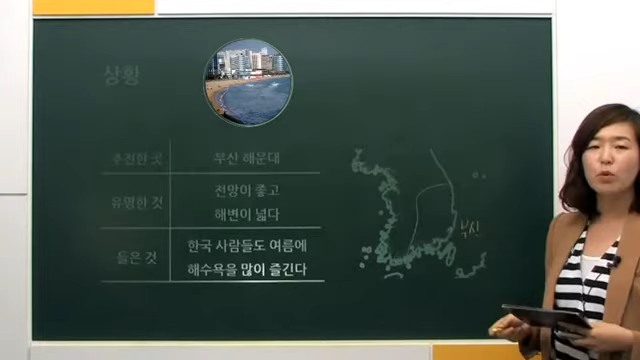 상황
추천한 곳
부산 해운대
유명한 것
전망이 좋고
해변이 넓다
들은 것
한국 사람들도 여름에
해수욕을 많이 즐긴다
부산